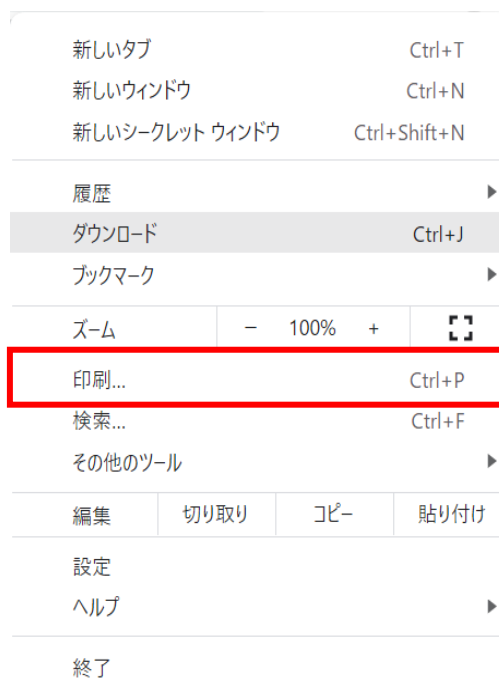 新しいタブ Ctrl+T
新しいウィンドウ Ctrl+N
新しいシークレット ウィンドウ Ctrl+Shift+N
履歴
ダウンロード Ctrl+J
ブックマーク
ズーム − 100% +
印刷... Ctrl+P
検索... Ctrl+F
その他のツール
編集 切り取り コピー 貼り付け
設定
ヘルプ
終了